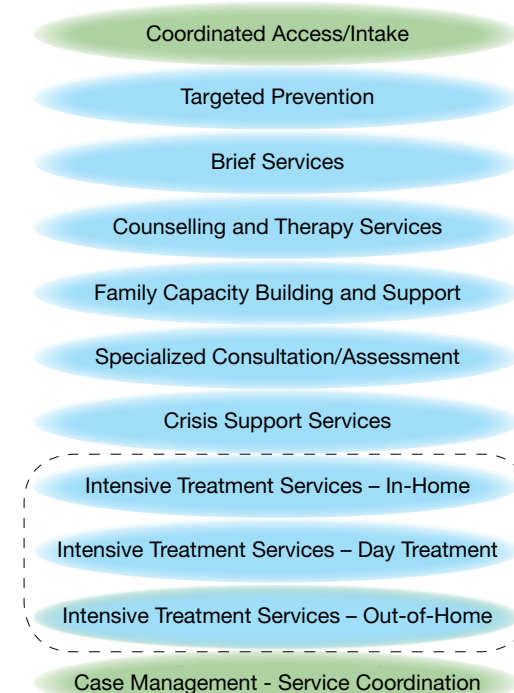 Coordinated Access/Intake
Targeted Prevention
Brief Services
Counselling and Therapy Services
Family Capacity Building and Support
Specialized Consultation/Assessment
Crisis Support Services
Intensive Treatment Services – In-Home
Intensive Treatment Services – Day Treatment
Intensive Treatment Services – Out-of-Home
Case Management - Service Coordination